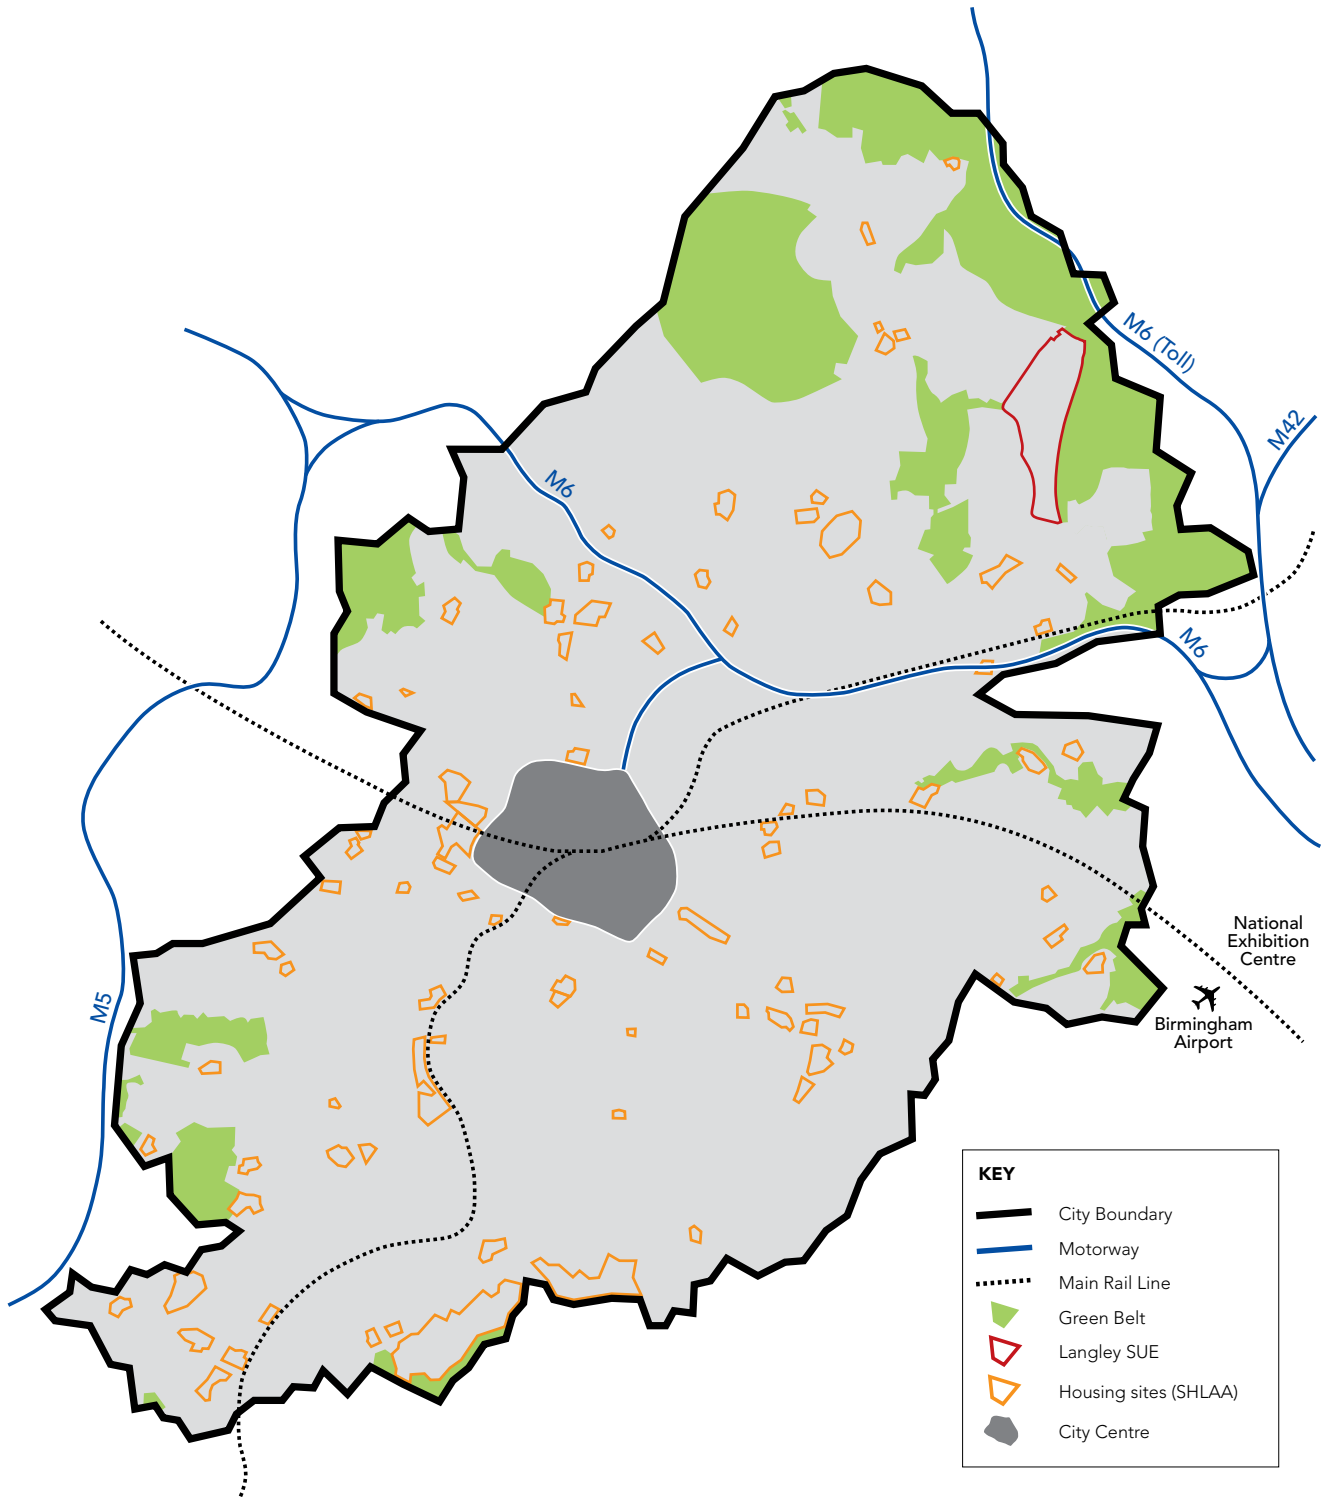 M6 (Toll)
M42
M6
M6
National
Exhibition
Centre
M5
Birmingham
Airport
KEY
City Boundary
Motorway
Main Rail Line
Green Belt
Langley SUE
Housing sites (SHLAA)
City Centre